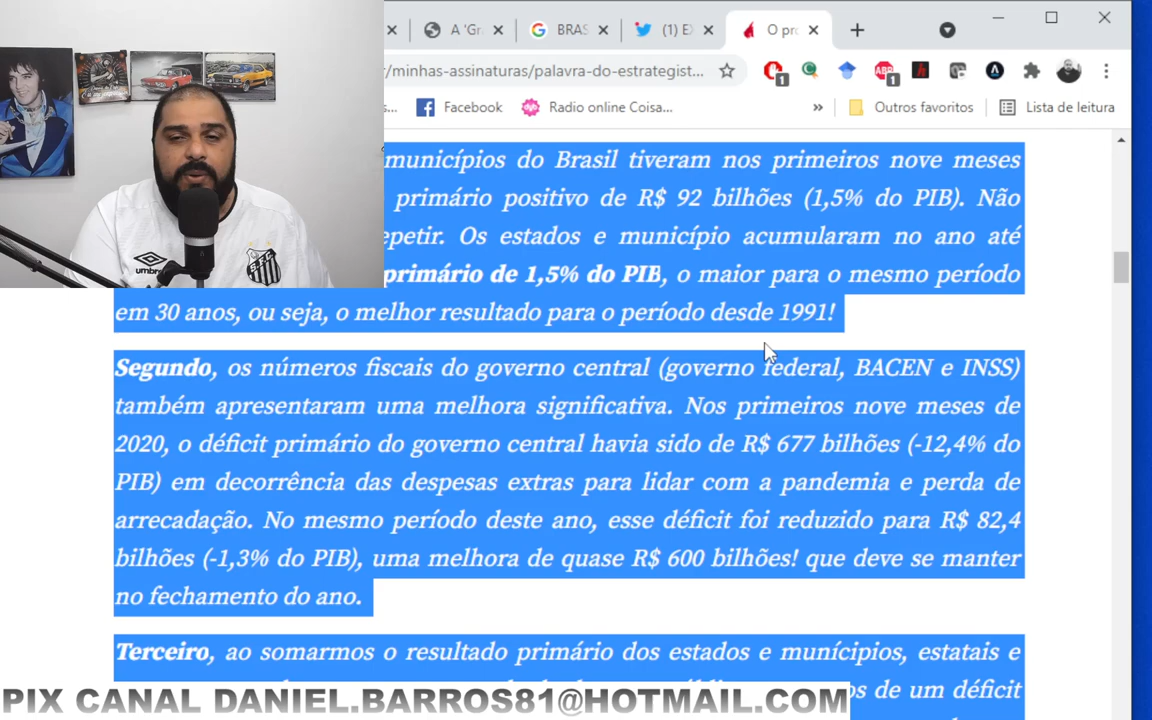 A 'Gr
BRAS
(1) E
O pro
r/minhas-assinaturas/palavra-do-estrategist...
1
ABP
1
Facebook
Radio online Coisa...
»
Outros favoritos
Lista de leitura
municípios do Brasil tiveram nos primeiros nove meses
primário positivo de R$ 92 bilhões (1,5% do PIB). Não
epetir. Os estados e município acumularam no ano até
primário de 1,5% do PIB, o maior para o mesmo período
em 30 anos, ou seja, o melhor resultado para o período desde 1991!
Segundo, os números fiscais do governo central (governo federal, BACEN e INSS)
também apresentaram uma melhora significativa. Nos primeiros nove meses de
2020, o déficit primário do governo central havia sido de R$ 677 bilhões (-12,4% do
PIB) em decorrência das despesas extras para lidar com a pandemia e perda de
arrecadação. No mesmo período deste ano, esse déficit foi reduzido para R$ 82,4
bilhões (-1,3% do PIB), uma melhora de quase R$ 600 bilhões! que deve se manter
no fechamento do ano.
Terceiro, ao somarmos o resultado primário dos estados e munícipios, estatais e
os de um déficit
umbro
PIX CANAL DANIEL.BARROS81@HOTMAIL.COM